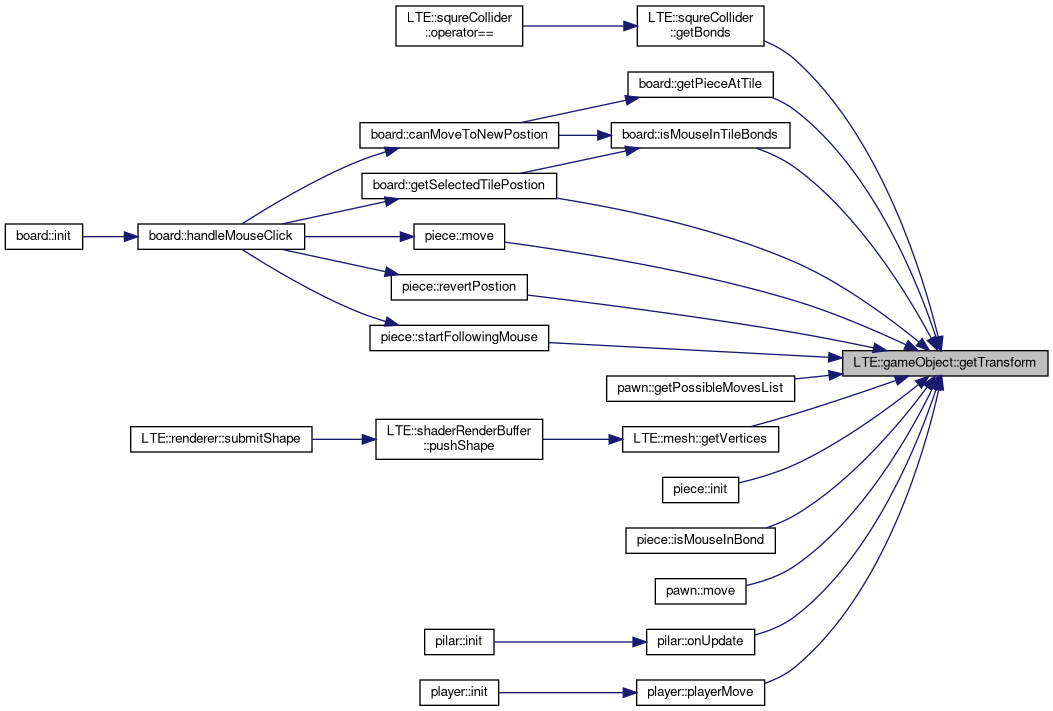 LTE::squreCollider
::operator==
LTE::squreCollider
::getBonds
board::getPieceAtTile
board::canMoveToNewPostion
board::isMouseInTileBonds
board::getSelectedTilePostion
board::init
board::handleMouseClick
piece::move
piece::revertPostion
piece::startFollowingMouse
LTE::gameObject::getTransform
pawn::getPossibleMovesList
LTE::renderer::submitShape
LTE::shaderRenderBuffer
::pushShape
LTE::mesh::getVertices
piece::init
piece::isMouseInBond
pawn::move
pilar::init
pilar::onUpdate
player::init
player::playerMove